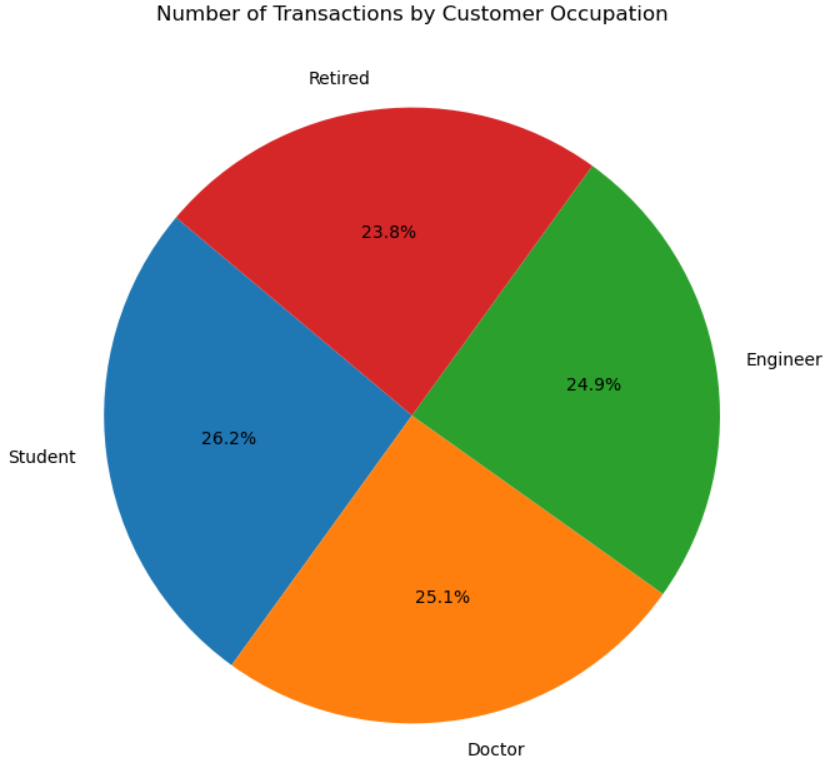 Number of Transactions by Customer Occupation
Retired
23.8%
Engineer
24.9%
26.2%
Student
25.1%
Doctor